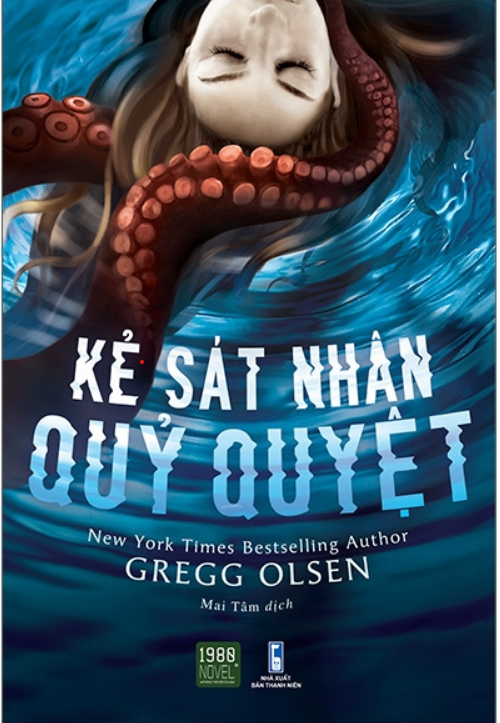 KẺ SÁT NHÂN
QUỶ QUYỆT
New York Times Bestselling Author
GREGG OLSEN
Mai Tâm dịch
1980
NOVEL
NHÀ XUẤT
BẢN THANH NIÊN